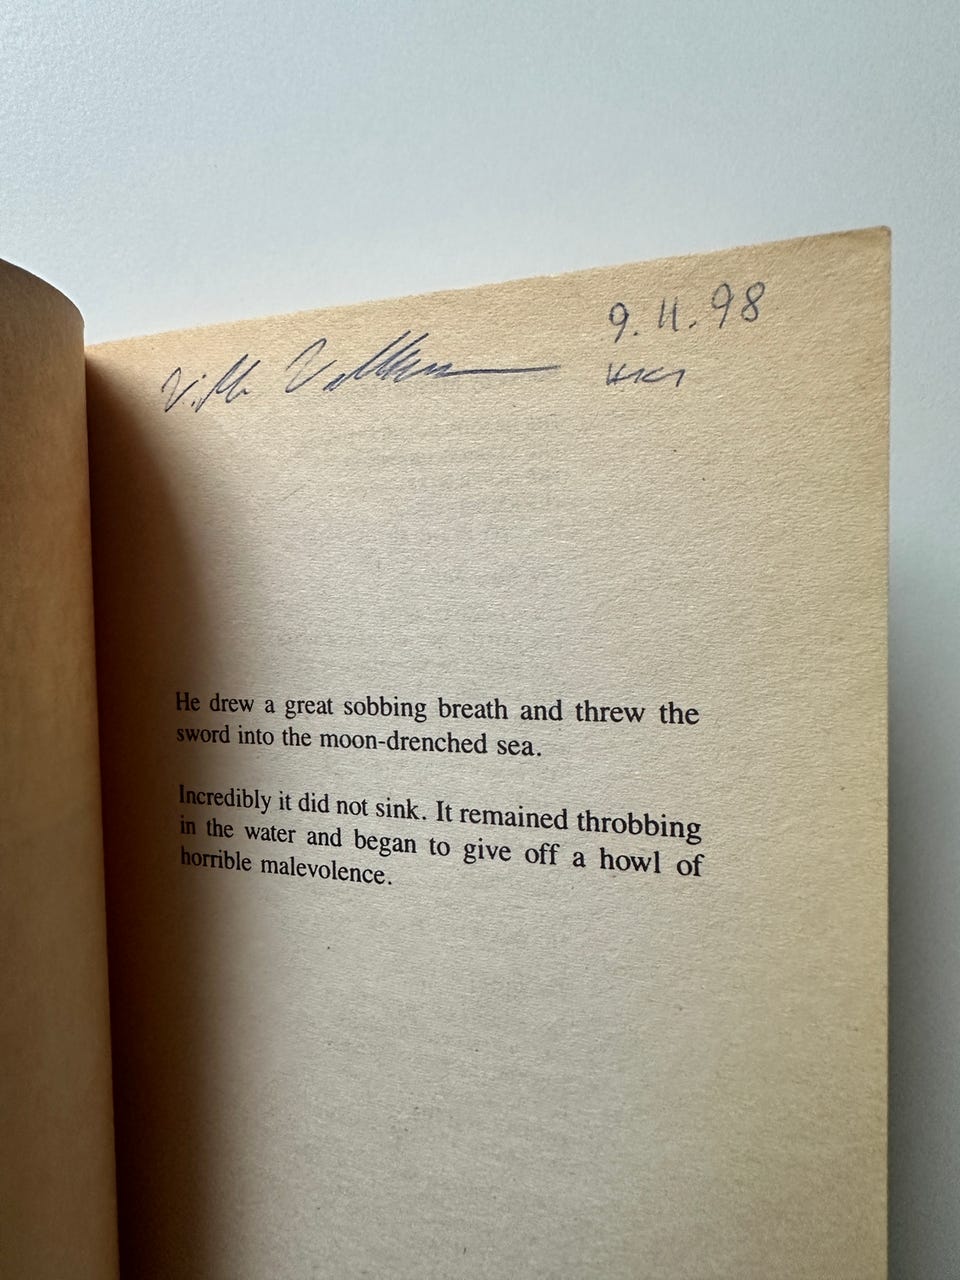 9.11.98
He drew a great sobbing breath and threw the
sword into the moon-drenched sea.
Incredibly it did not sink. It remained throbbing
in the water and began to give off a howl of
horrible malevolence.